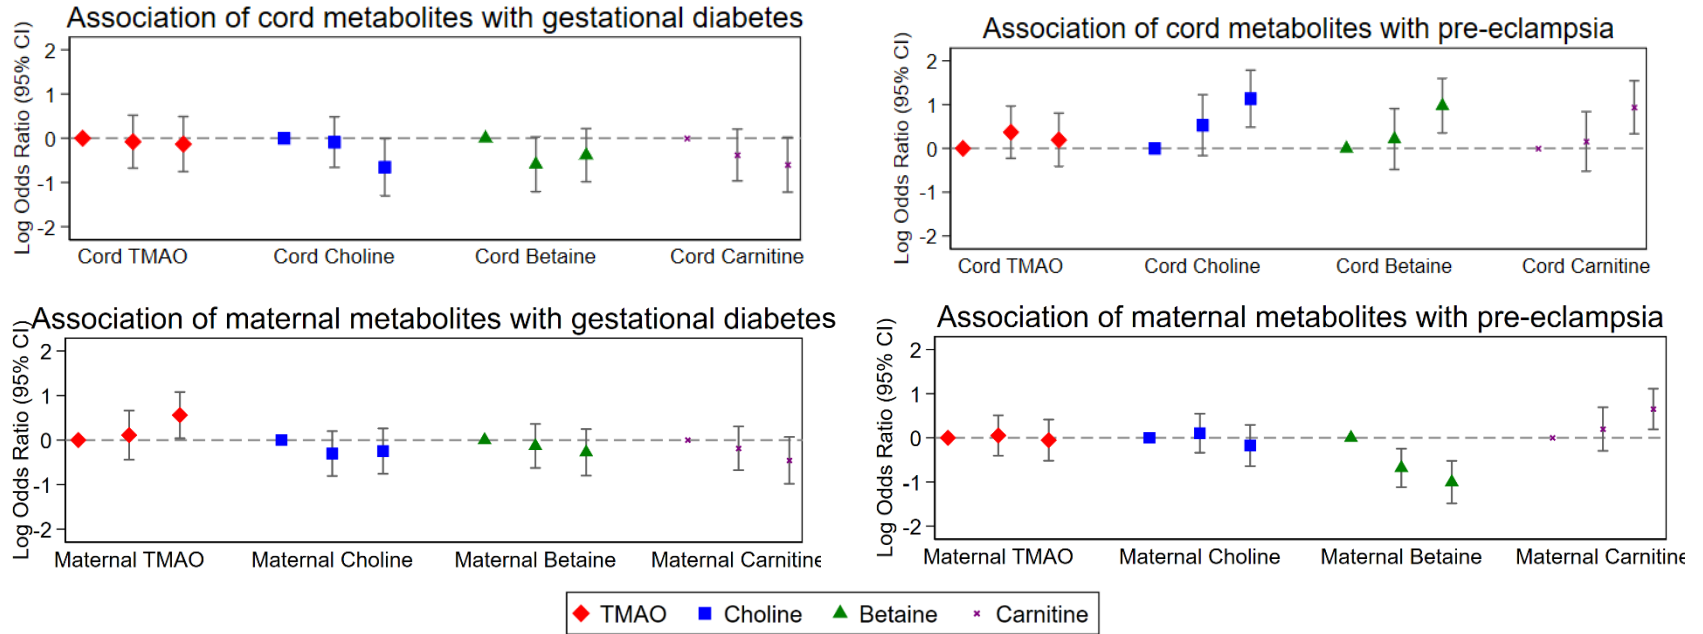 Association of cord metabolites with gestational diabetes
Log Odds Ratio (95% CI)
2
1
0
-1
-2
Cord TMAO Cord Choline Cord Betaine Cord Carnitine
Association of cord metabolites with pre-eclampsia
Log Odds Ratio (95% CI)
2
1
0
-1
-2
Cord TMAO Cord Choline Cord Betaine Cord Carnitine
Association of maternal metabolites with gestational diabetes
Log Odds Ratio (95% CI)
2
1
0
-1
-2
Maternal TMAO Maternal Choline Maternal Betaine Maternal Carnitine
Association of maternal metabolites with pre-eclampsia
Log Odds Ratio (95% CI)
2
1
0
-1
-2
Maternal TMAO Maternal Choline Maternal Betaine Maternal Carnitine
TMAO Choline Betaine Carnitine